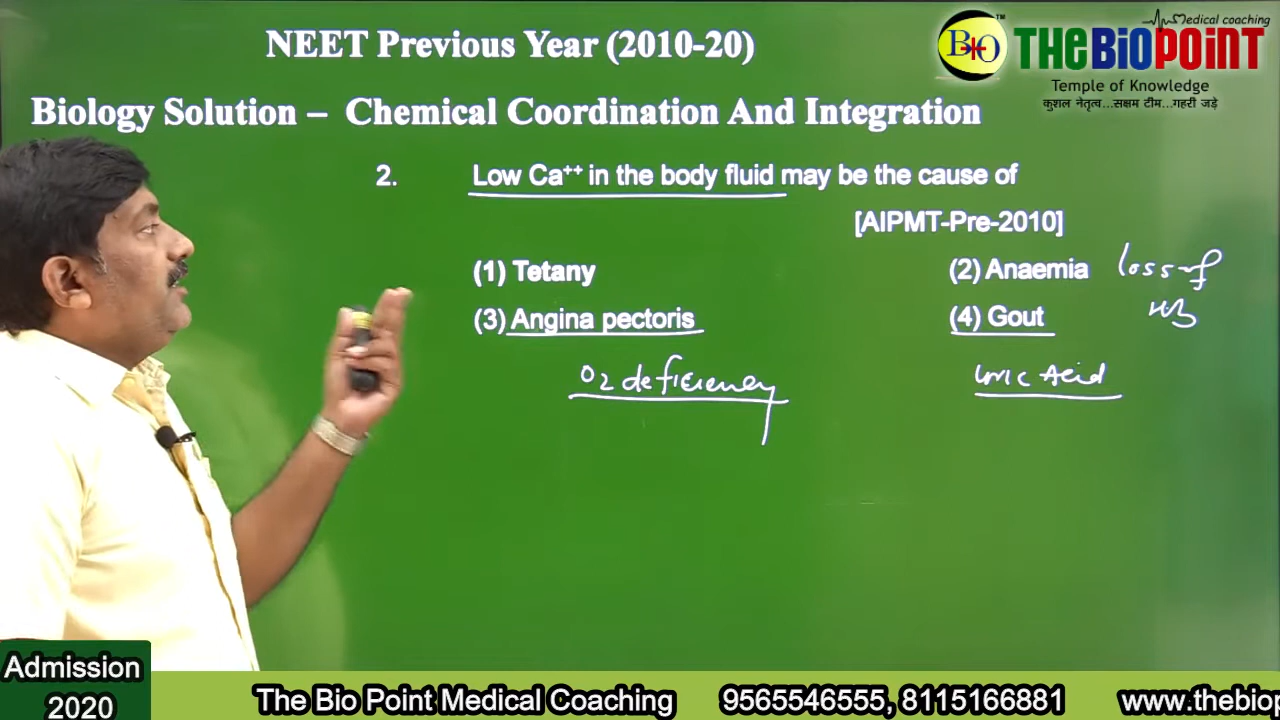 NEET Previous Year (2010-20)
B+O ™ Medical coaching
THE BIO POINT
Temple of Knowledge
कुशल नेतृत्व...सक्षम टीम...गहरी जड़े
Biology Solution – Chemical Coordination And Integration
2. Low Ca⁺⁺ in the body fluid may be the cause of
[AIPMT-Pre-2010]
(1) Tetany (2) Anaemia loss of
(3) Angina pectoris (4) Gout
O2 deficiency Uric Acid
Admission
2020
The Bio Point Medical Coaching 9565546555, 8115166881 www.thebiop